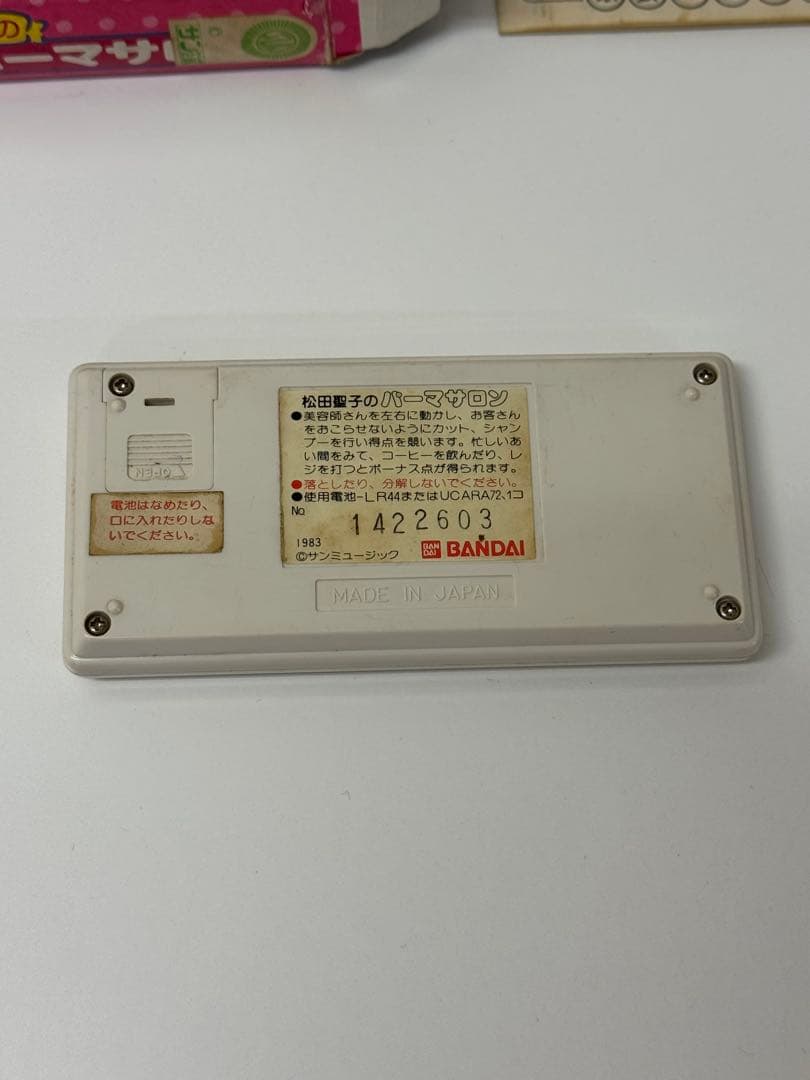 の
ーマサロ
松田聖子のパーマサロン
●美容師さんを左右に動かし、お客さん
をおこらせないようにカット、シャン
プーを行い得点を競います。忙しいあ
い間をみて、コーヒーを飲んだり、レ
ジを打つとボーナス点が得られます。
●落としたり、分解しないでください。
●使用電池-LR44またはUCARA72、1コ
No. 1422603
1983
©サンミュージック BAN DAI BANDAI
OPEN
電池はなめたり、
口に入れたりしな
いでください。
MADE IN JAPAN